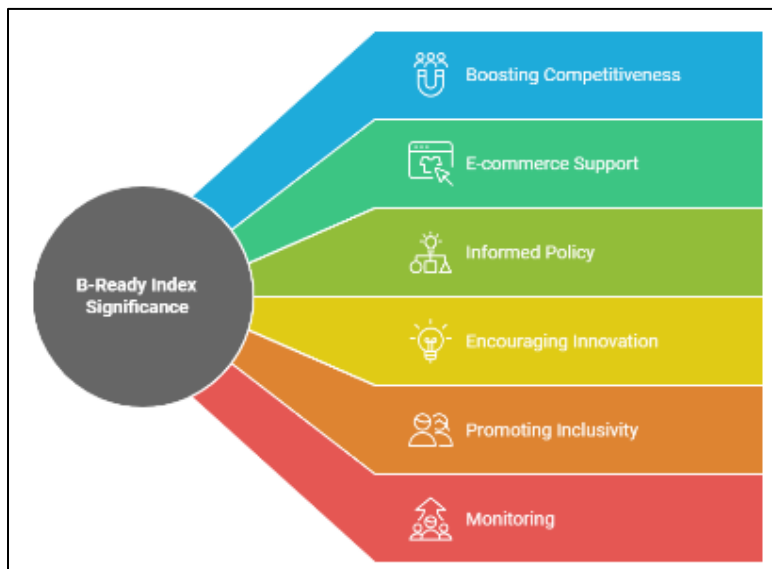 B-Ready Index
Significance
Boosting Competitiveness
E-commerce Support
Informed Policy
Encouraging Innovation
Promoting Inclusivity
Monitoring